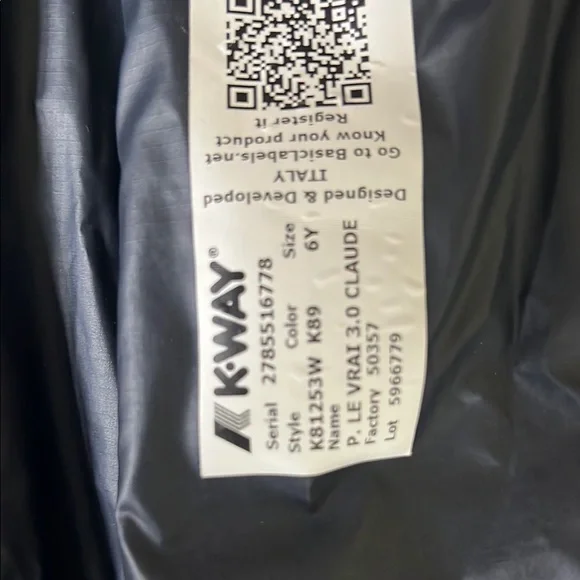 K·WAY®
Serial 2785516778
Style Color Size
K81253W K89 6Y
Name
P. LE VRAI 3.0 CLAUDE
Factory 50357
Lot 5966779
Designed & Developed
ITALY
Go to BasicLabels.net
Know your product
Register it